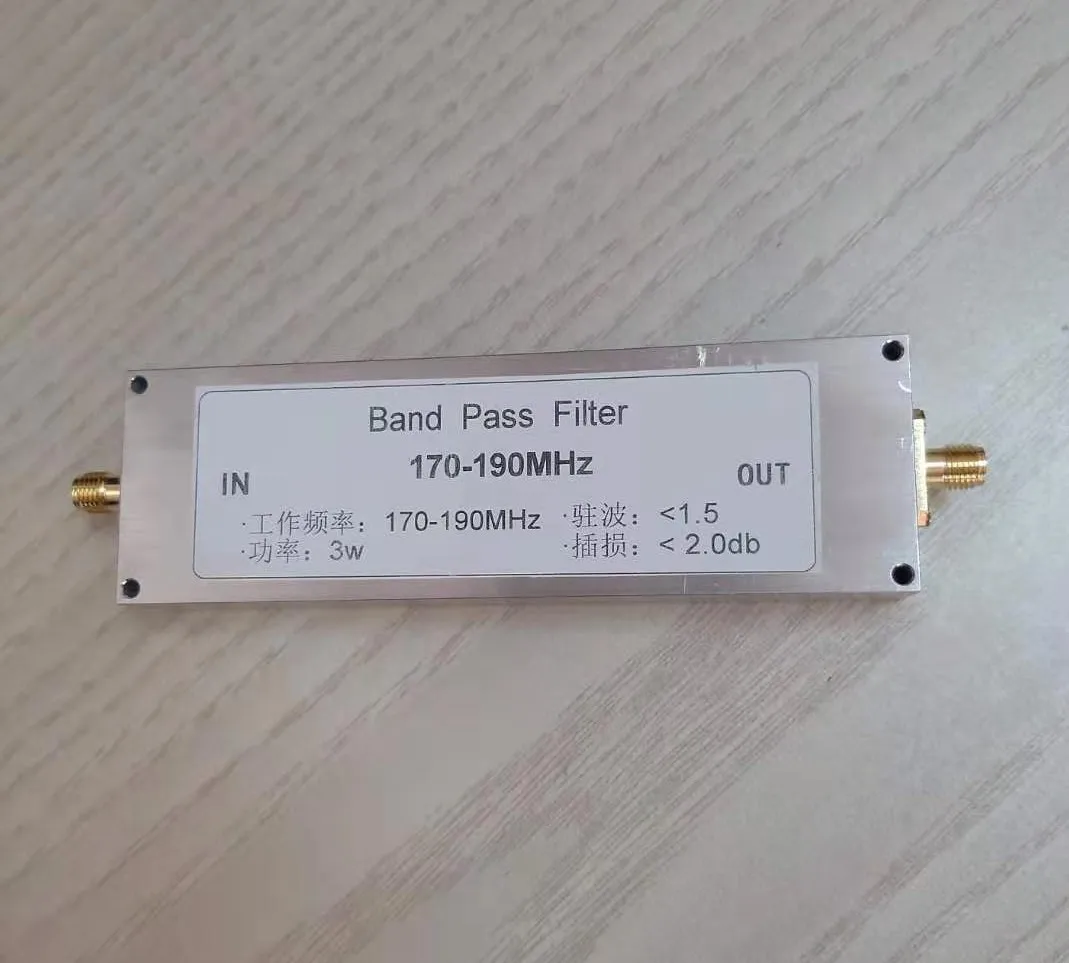 Band Pass Filter
170-190MHz
IN
OUT
·工作频率：170-190MHz ·驻波：<1.5
·功率：3w ·插损：< 2.0db